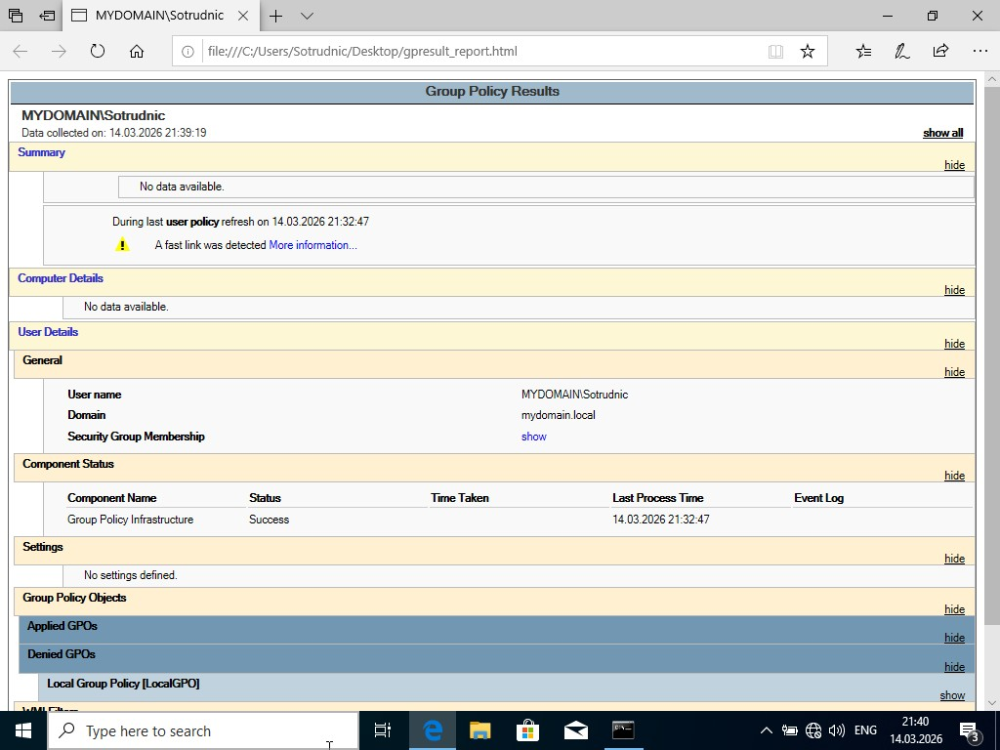 MYDOMAIN\Sotrudnic
file:///C:/Users/Sotrudnic/Desktop/gpresult_report.html
Group Policy Results
MYDOMAIN\Sotrudnic
Data collected on: 14.03.2026 21:39:19
show all
Summary
hide
No data available.
During last user policy refresh on 14.03.2026 21:32:47
A fast link was detected More information...
Computer Details
hide
No data available.
User Details
hide
General
hide
User name MYDOMAIN\Sotrudnic
Domain mydomain.local
Security Group Membership show
Component Status
hide
Component Name Status Time Taken Last Process Time Event Log
Group Policy Infrastructure Success 14.03.2026 21:32:47
Settings
hide
No settings defined.
Group Policy Objects
hide
Applied GPOs
hide
Denied GPOs
hide
Local Group Policy [LocalGPO]
show
WMI Filters
Type here to search
ENG
21:40
14.03.2026
3